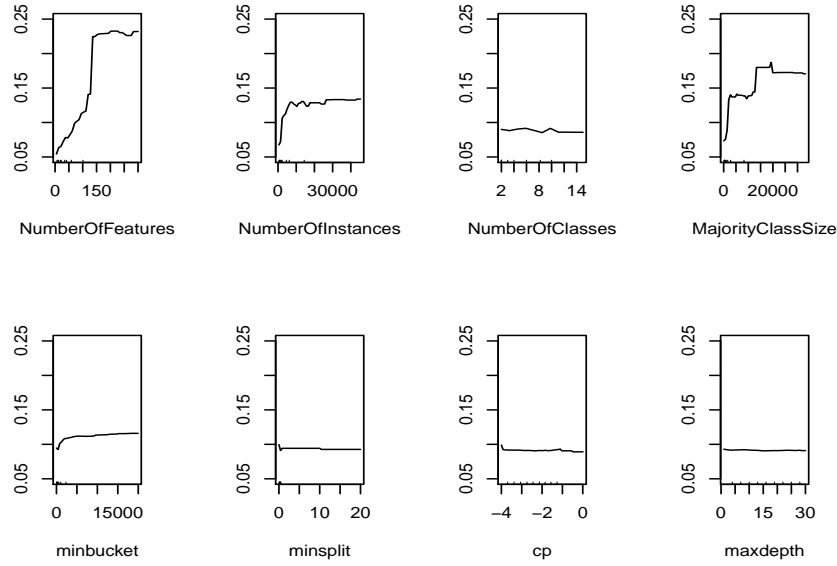 0.05 0.15 0.25
0 150
NumberOfFeatures
0.05 0.15 0.25
0 30000
NumberOfInstances
0.05 0.15 0.25
2 8 14
NumberOfClasses
0.05 0.15 0.25
0 20000
MajorityClassSize
0.05 0.15 0.25
0 15000
minbucket
0.05 0.15 0.25
0 10 20
minsplit
0.05 0.15 0.25
−4 −2 0
cp
0.05 0.15 0.25
0 15 30
maxdepth